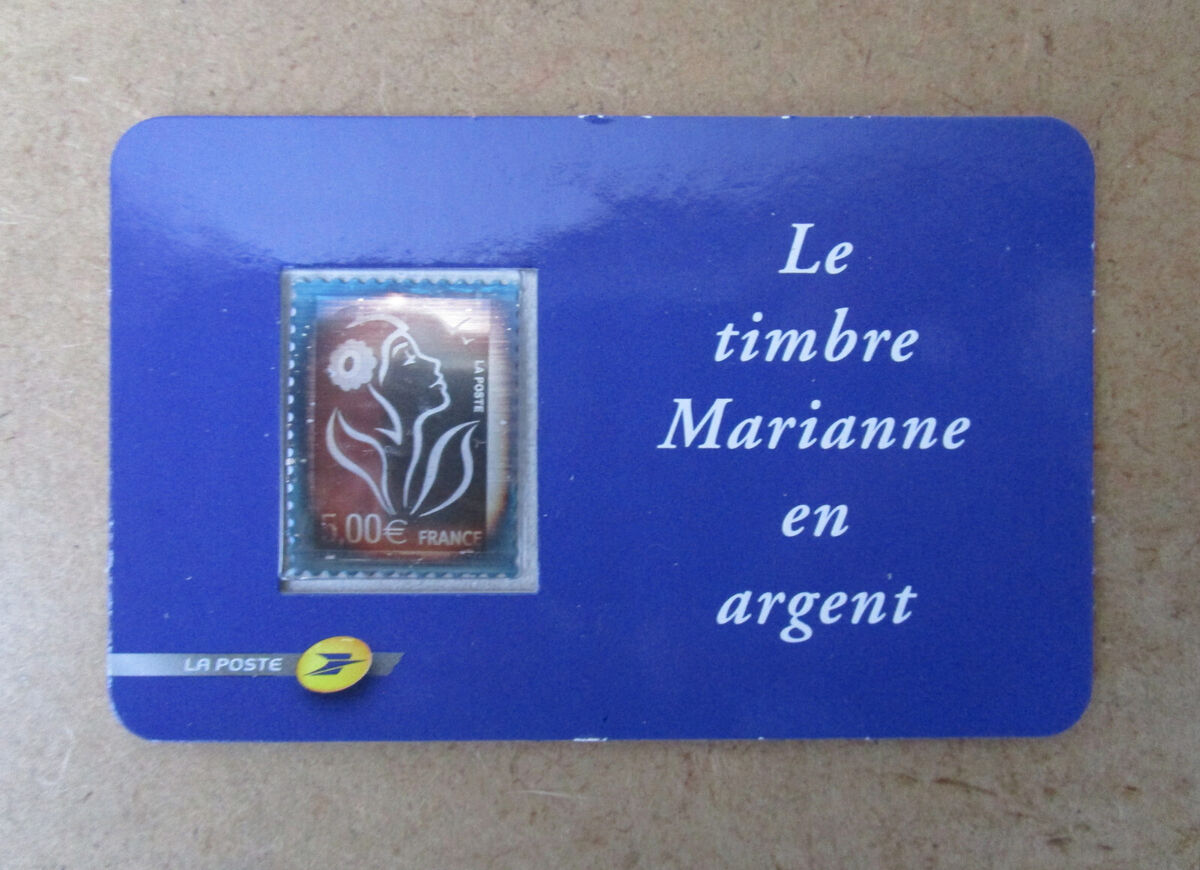 Le
timbre
Marianne
en
argent
LA POSTE
5,00€ FRANCE
LA POSTE